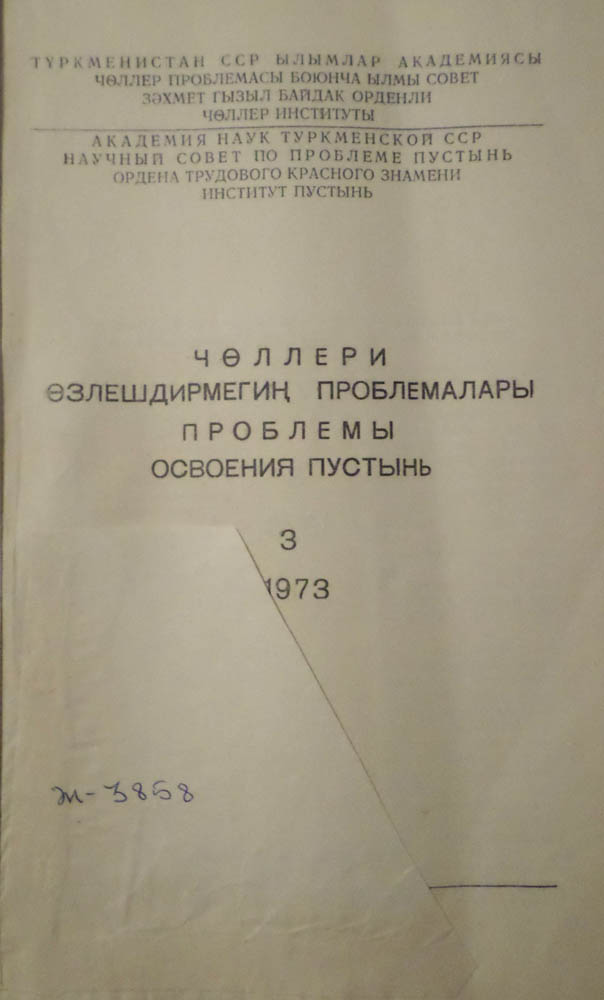 ТҮРКМЕНИСТАН ССР ЫЛЫМЛАР АКАДЕМИЯСЫ
ЧӨЛЛЕР ПРОБЛЕМАСЫ БОЮНЧА ЫЛМЫ СОВЕТ
ЗӘХМЕТ ГЫЗЫЛ БАЙДАК ОРДЕНЛИ
ЧӨЛЛЕР ИНСТИТУТЫ
АКАДЕМИЯ НАУК ТУРКМЕНСКОЙ ССР
НАУЧНЫЙ СОВЕТ ПО ПРОБЛЕМЕ ПУСТЫНЬ
ОРДЕНА ТРУДОВОГО КРАСНОГО ЗНАМЕНИ
ИНСТИТУТ ПУСТЫНЬ
ЧӨЛЛЕРИ
ӨЗЛЕШДИРМЕГИҢ ПРОБЛЕМАЛАРЫ
ПРОБЛЕМЫ
ОСВОЕНИЯ ПУСТЫНЬ
3
1973
ж-3858